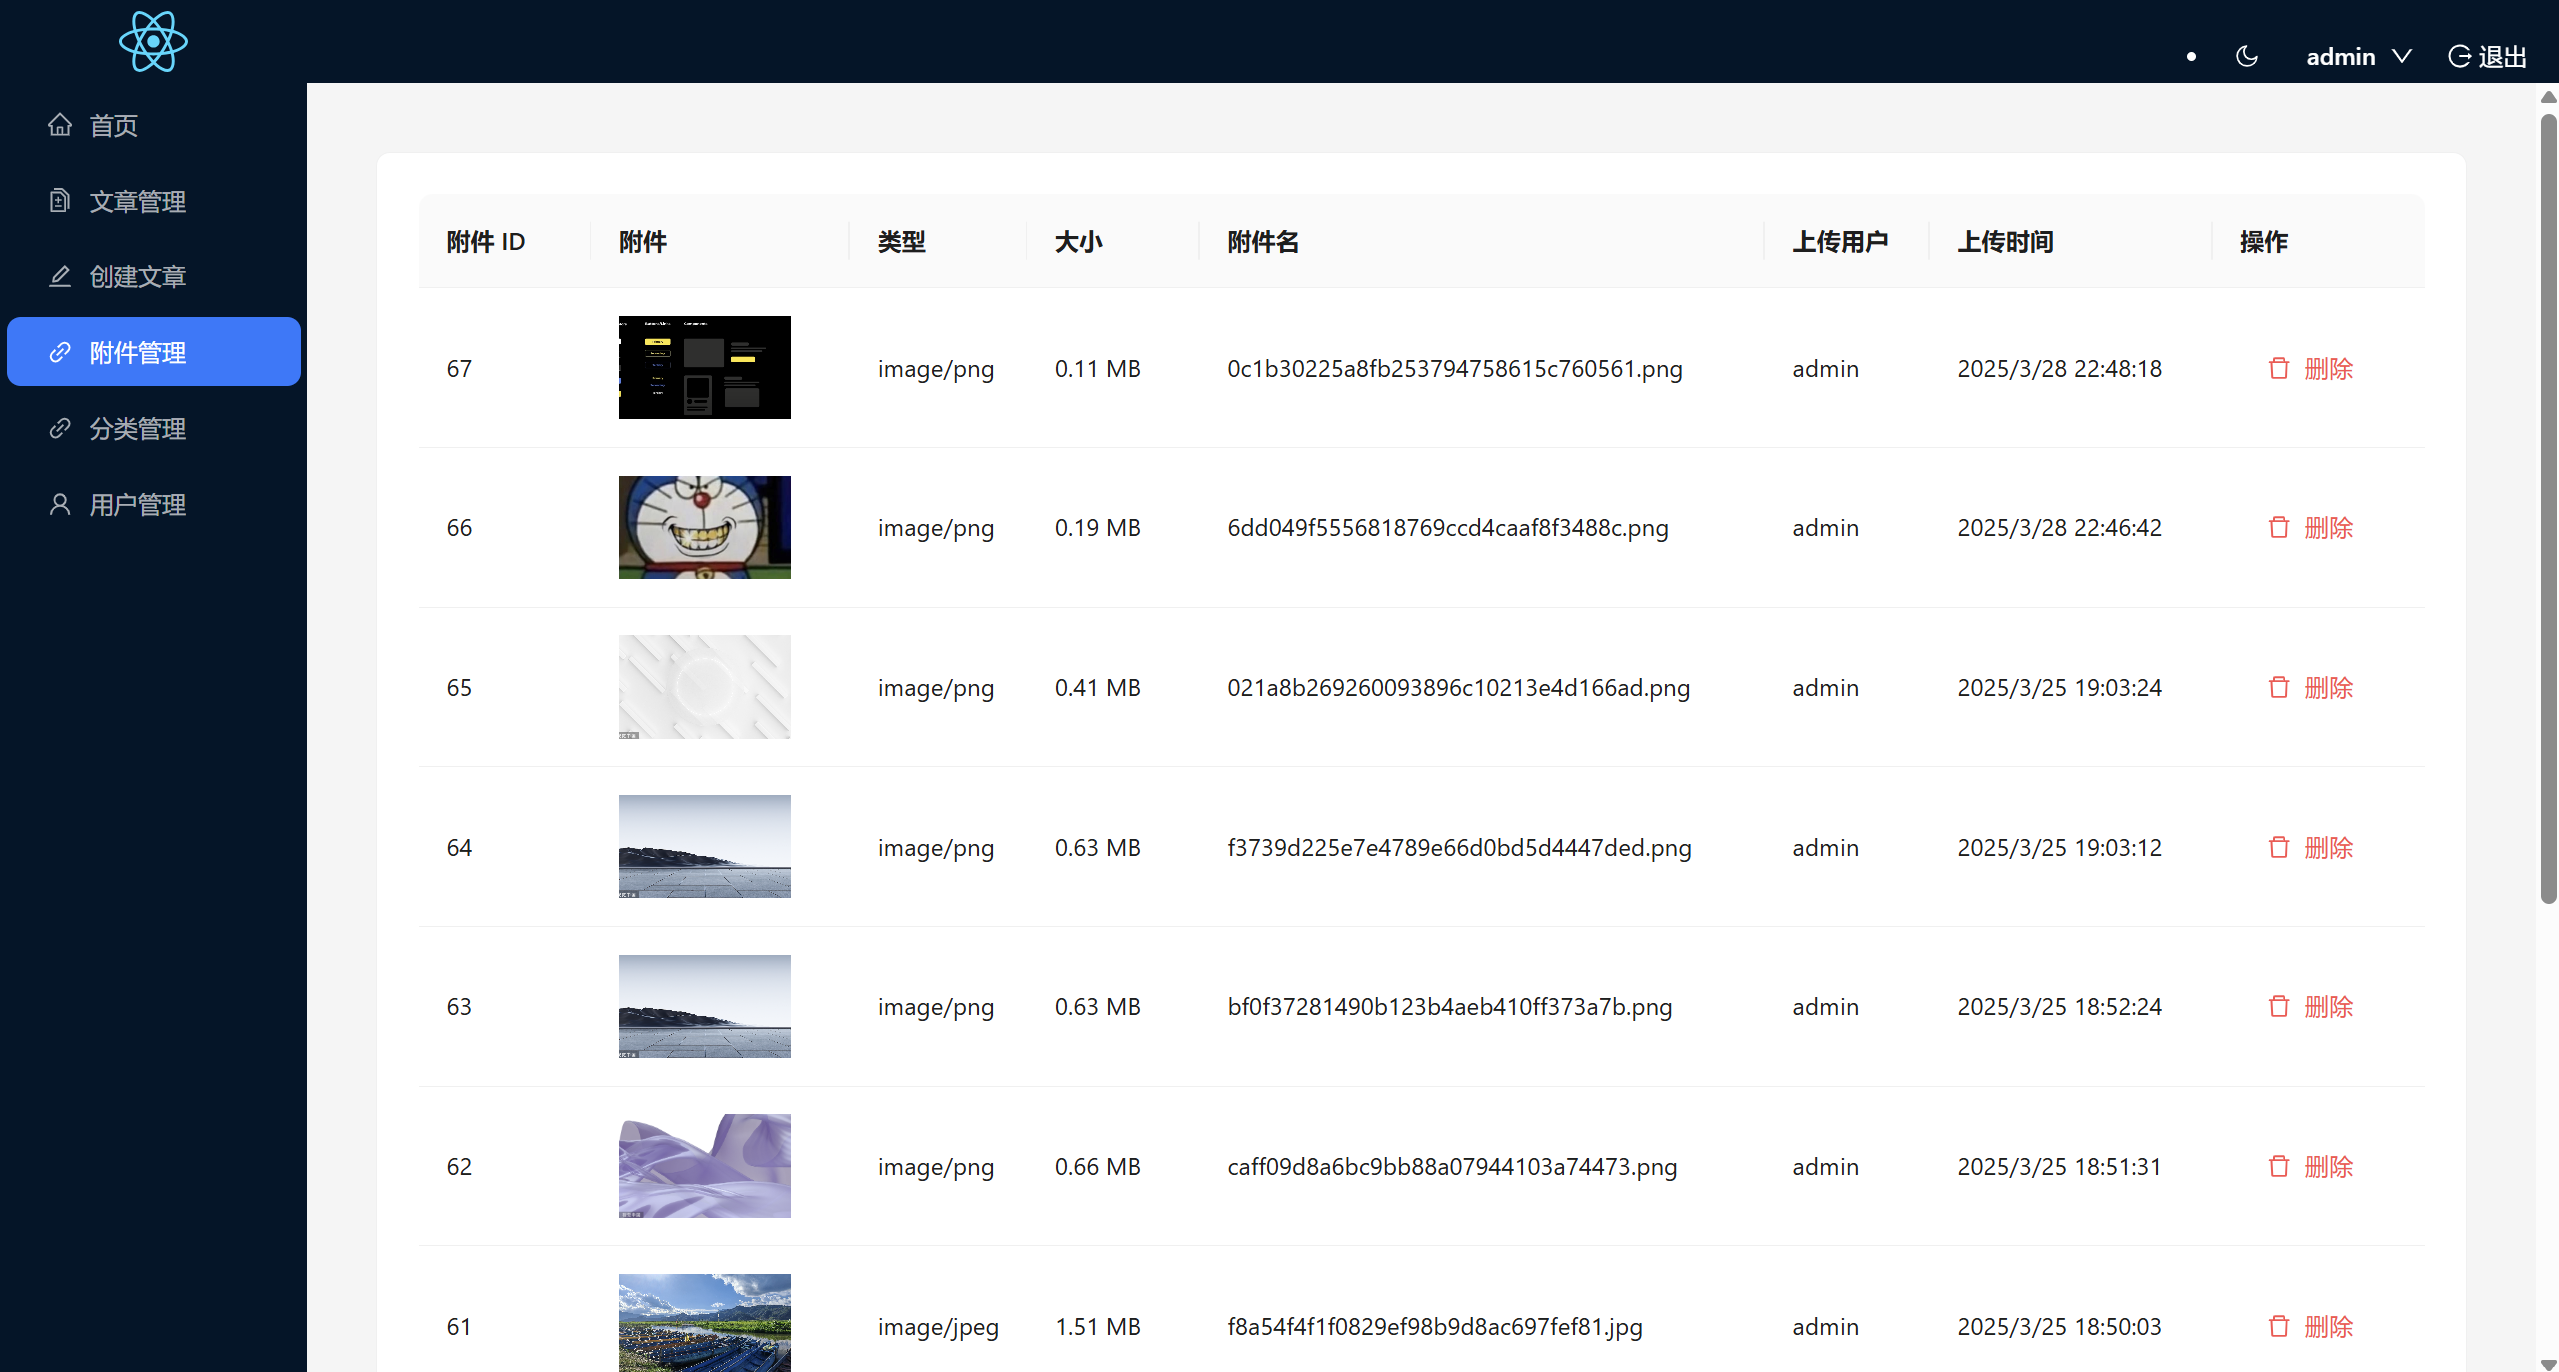 admin 退出
首页
文章管理
创建文章
附件管理
分类管理
用户管理
附件 ID 附件 类型 大小 附件名 上传用户 上传时间 操作
67 image/png 0.11 MB 0c1b30225a8fb253794758615c760561.png admin 2025/3/28 22:48:18 删除
66 image/png 0.19 MB 6dd049f5556818769ccd4caaf8f3488c.png admin 2025/3/28 22:46:42 删除
65 image/png 0.41 MB 021a8b269260093896c10213e4d166ad.png admin 2025/3/25 19:03:24 删除
64 image/png 0.63 MB f3739d225e7e4789e66d0bd5d4447ded.png admin 2025/3/25 19:03:12 删除
63 image/png 0.63 MB bf0f37281490b123b4aeb410ff373a7b.png admin 2025/3/25 18:52:24 删除
62 image/png 0.66 MB caff09d8a6bc9bb88a07944103a74473.png admin 2025/3/25 18:51:31 删除
61 image/jpeg 1.51 MB f8a54f4f1f0829ef98b9d8ac697fef81.jpg admin 2025/3/25 18:50:03 删除